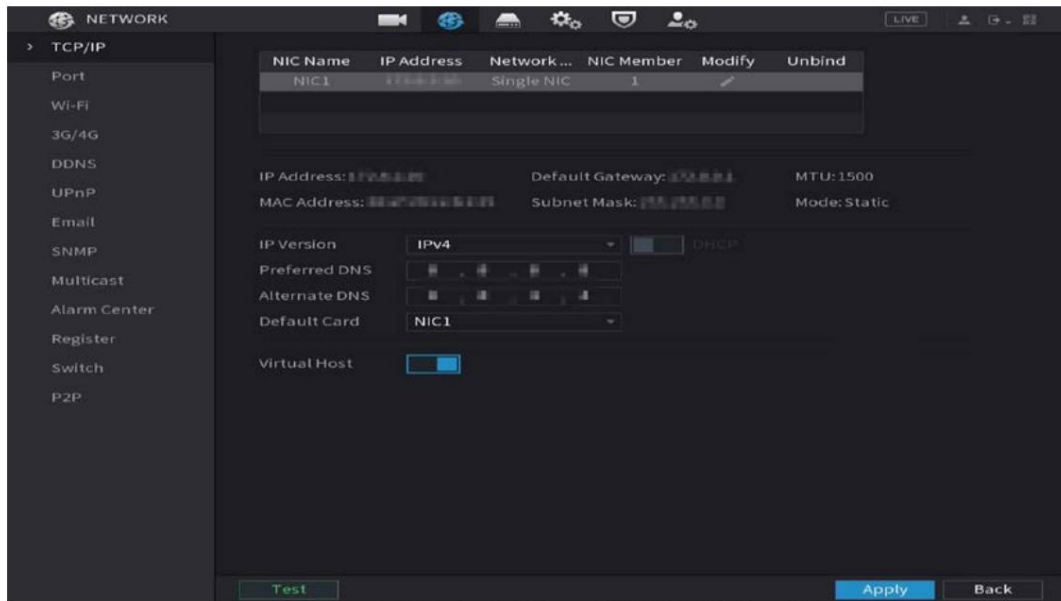 NETWORK
LIVE
TCP/IP
Port
Wi-Fi
3G/4G
DDNS
UPnP
Email
SNMP
Multicast
Alarm Center
Register
Switch
P2P
NIC Name IP Address Network... NIC Member Modify Unbind
NIC1 Single NIC 1
IP Address: Default Gateway: MTU:1500
MAC Address: Subnet Mask: Mode:Static
IP Version IPv4 DHCP
Preferred DNS
Alternate DNS
Default Card NIC1
Virtual Host
Test Apply Back